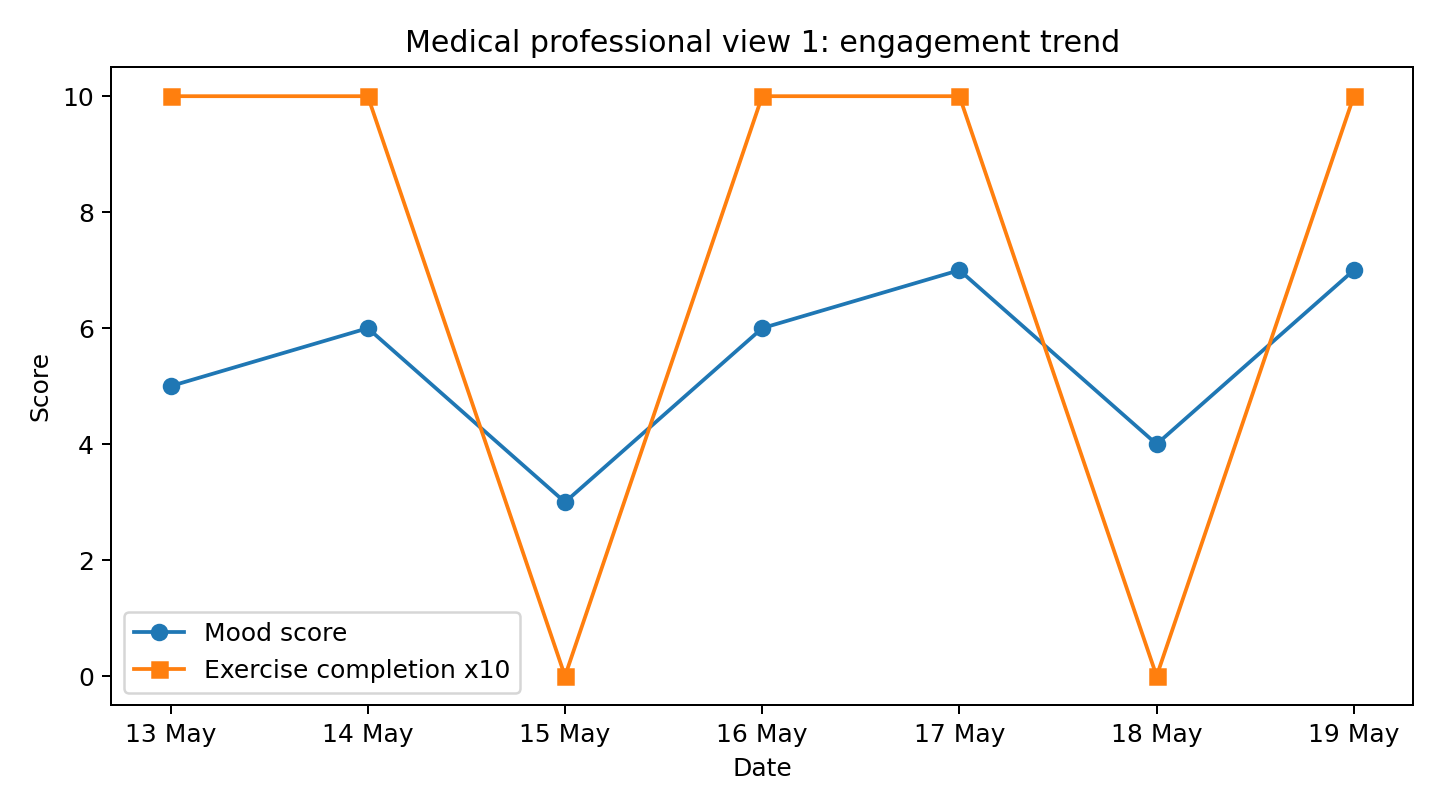 Medical professional view 1: engagement trend
10
8
6
4
2
0
Score
Mood score
Exercise completion x10
13 May 14 May 15 May 16 May 17 May 18 May 19 May
Date